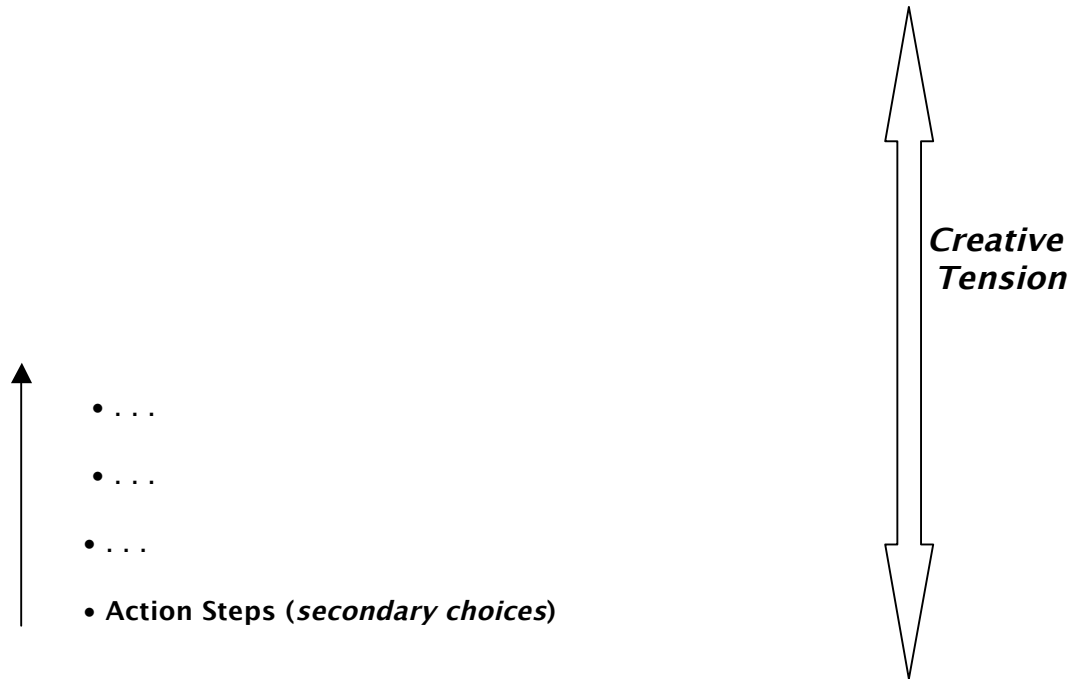 Creative
Tension
• . . .
• . . .
• . . .
• Action Steps (secondary choices)